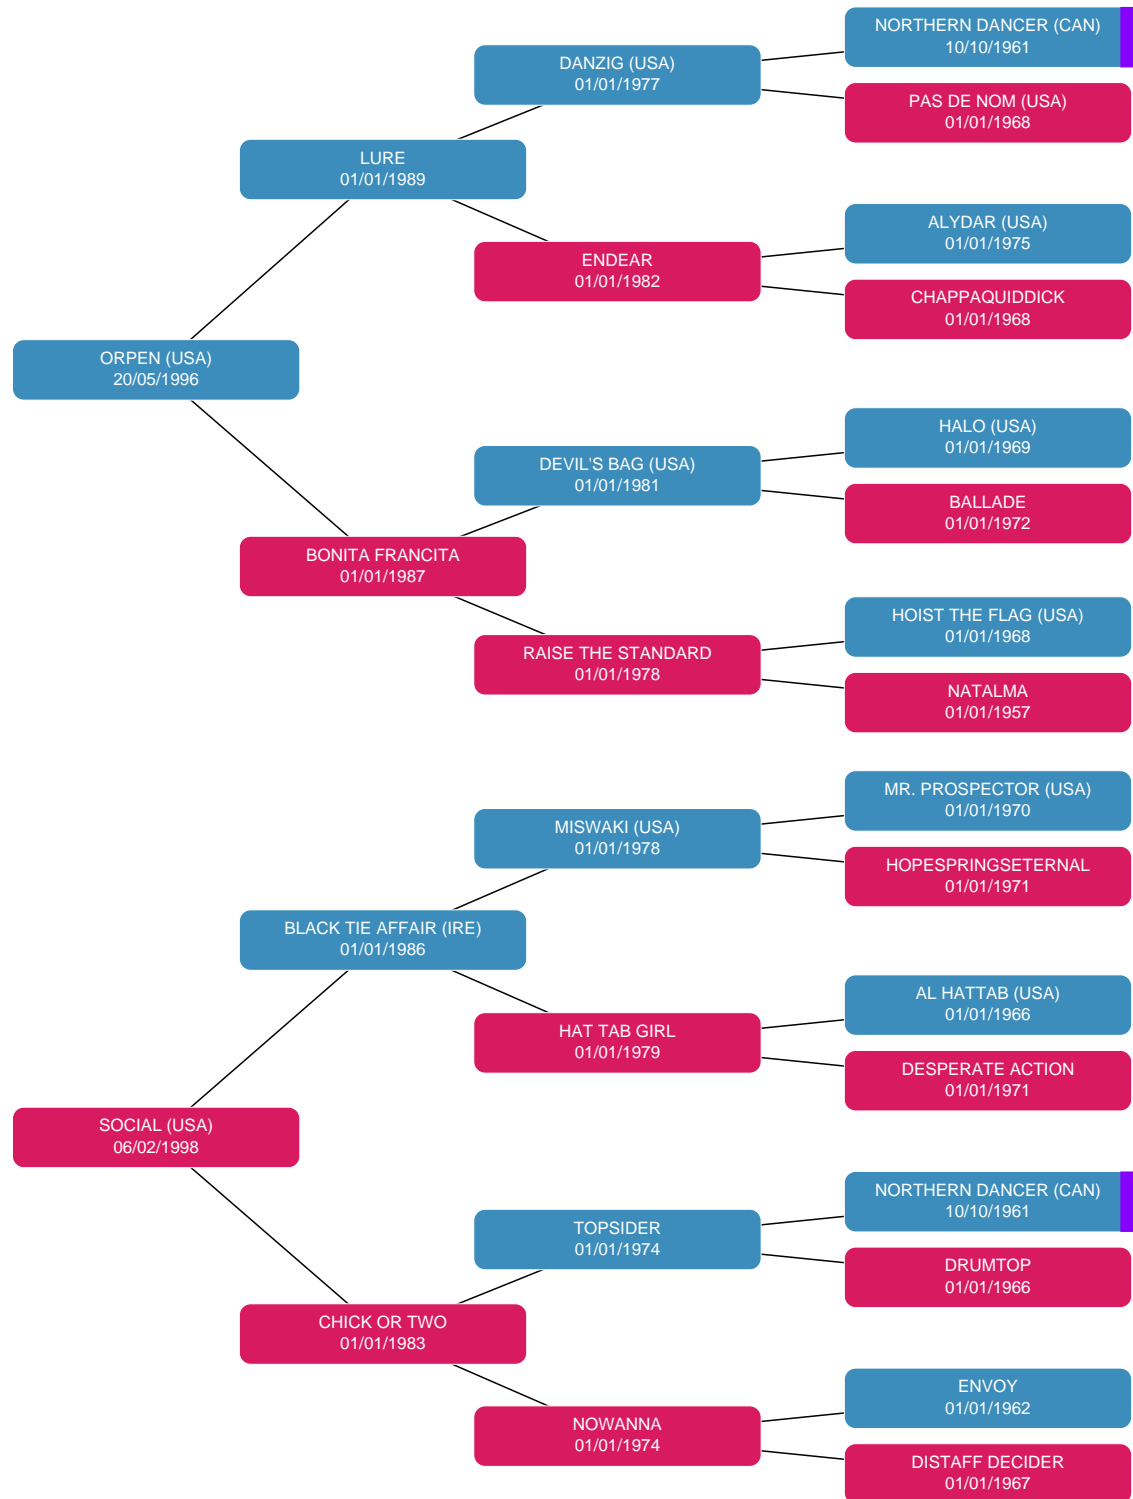 NORTHERN DANCER (CAN)
10/10/1961
DANZIG (USA)
01/01/1977
PAS DE NOM (USA)
01/01/1968
LURE
01/01/1989
ALYDAR (USA)
01/01/1975
ENDEAR
01/01/1982
CHAPPAQUIDDICK
01/01/1968
ORPEN (USA)
20/05/1996
HALO (USA)
01/01/1969
DEVIL'S BAG (USA)
01/01/1981
BALLADE
01/01/1972
BONITA FRANCITA
01/01/1987
HOIST THE FLAG (USA)
01/01/1968
RAISE THE STANDARD
01/01/1978
NATALMA
01/01/1957
MR. PROSPECTOR (USA)
01/01/1970
MISWAKI (USA)
01/01/1978
HOPESPRINGSETERNAL
01/01/1971
BLACK TIE AFFAIR (IRE)
01/01/1986
AL HATTAB (USA)
01/01/1966
HAT TAB GIRL
01/01/1979
DESPERATE ACTION
01/01/1971
SOCIAL (USA)
06/02/1998
NORTHERN DANCER (CAN)
10/10/1961
TOPSIDER
01/01/1974
DRUMTOP
01/01/1966
CHICK OR TWO
01/01/1983
ENVOY
01/01/1962
NOWANNA
01/01/1974
DISTAFF DECIDER
01/01/1967